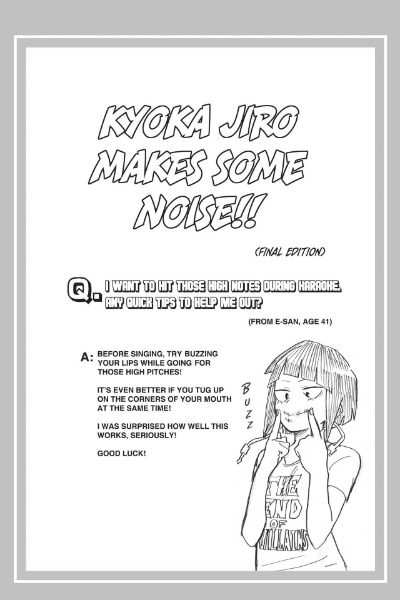 KYOKA JIRO
MAKES SOME
NOISE!!
(FINAL EDITION)
Q. I WANT TO HIT THOSE HIGH NOTES DURING KARAOKE.
ANY QUICK TIPS TO HELP ME OUT?
(FROM E-SAN, AGE 41)
A: BEFORE SINGING, TRY BUZZING
YOUR LIPS WHILE GOING FOR
THOSE HIGH PITCHES!
IT'S EVEN BETTER IF YOU TUG UP
ON THE CORNERS OF YOUR MOUTH
AT THE SAME TIME!
I WAS SURPRISED HOW WELL THIS
WORKS, SERIOUSLY!
GOOD LUCK!
BUZZ
THE
END
OF
VILLAINS